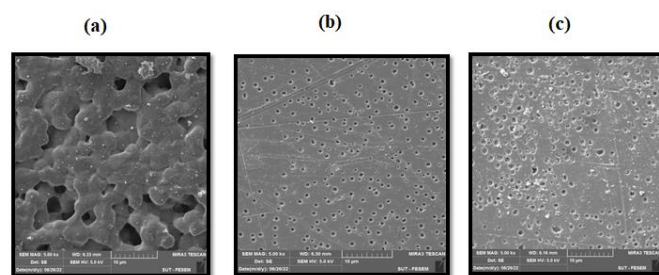 (a)
(b)
(c)
SEM MAG: 5.00 kx WD: 6.33 mm MIRA3 TESCAN
Det: SE SEM HV: 5.0 kV 10 µm
Date(m/d/y): 06/26/22 SUT - FESEM
SEM MAG: 5.00 kx WD: 6.30 mm MIRA3 TESCAN
Det: SE SEM HV: 5.0 kV 10 µm
Date(m/d/y): 06/26/22 SUT - FESEM
SEM MAG: 5.00 kx WD: 6.16 mm MIRA3 TESCAN
Det: SE SEM HV: 5.0 kV 10 µm
Date(m/d/y): 06/26/22 SUT - FESEM